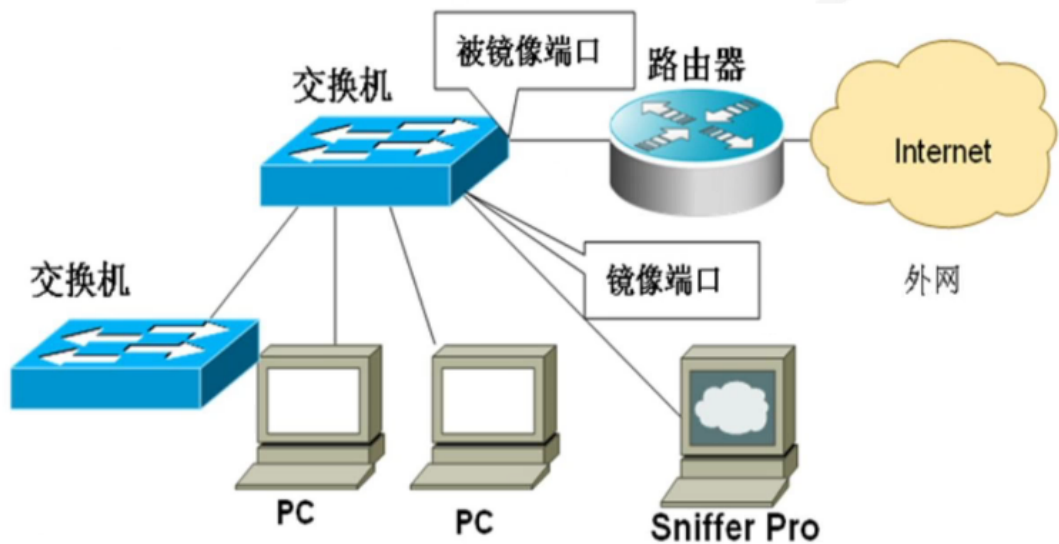 被镜像端口
交换机
路由器
Internet
镜像端口
外网
交换机
PC
PC
Sniffer Pro